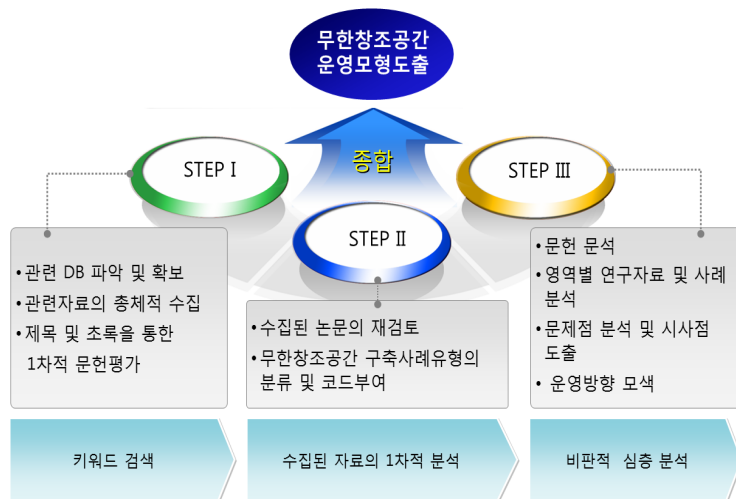 무한창조공간
운영모형도출
종합
STEP I
STEP II
STEP III
•관련 DB 파악 및 확보
•관련자료의 총체적 수집
•제목 및 초록을 통한
1차적 문헌평가
•수집된 논문의 재검토
•무한창조공간 구축사례유형의
분류 및 코드부여
•문헌 문석
•영역별 연구자료 및 사례
분석
•문제점 분석 및 시사점
도출
• 운영방향 모색
키워드 검색
수집된 자료의 1차적 분석
비판적 심층 분석